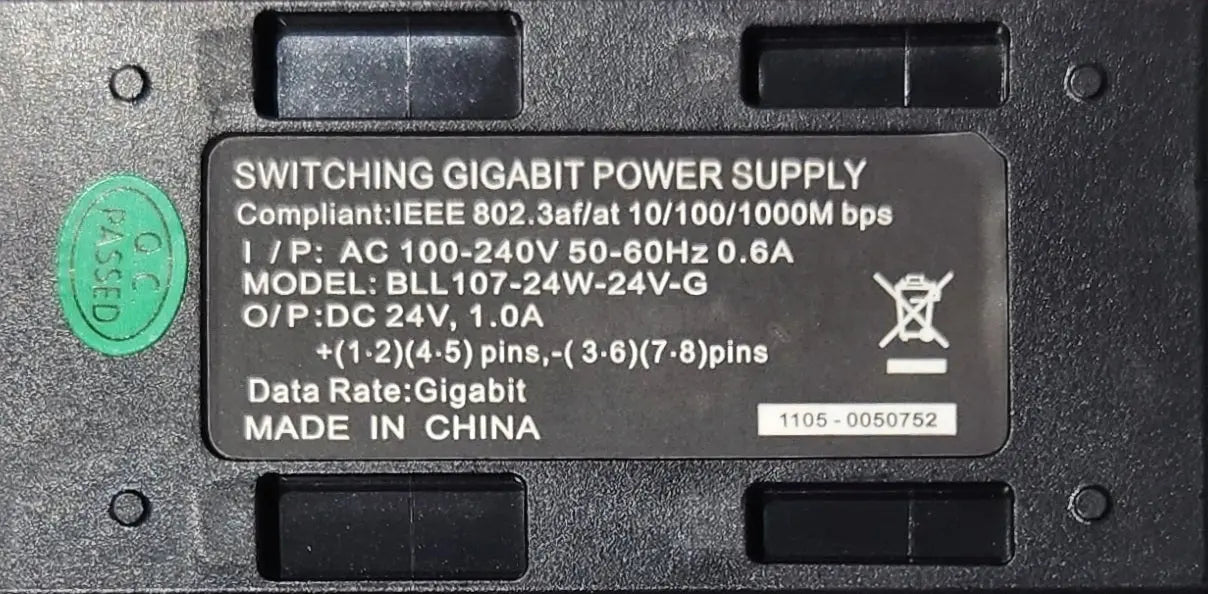 SWITCHING GIGABIT POWER SUPPLY
Compliant:IEEE 802.3af/at 10/100/1000M bps
I / P: AC 100-240V 50-60Hz 0.6A
MODEL: BLL107-24W-24V-G
O/P:DC 24V, 1.0A
+(1·2)(4·5) pins,-( 3·6)(7·8)pins
Data Rate:Gigabit
MADE IN CHINA
1105 - 0050752
QC
PASSED